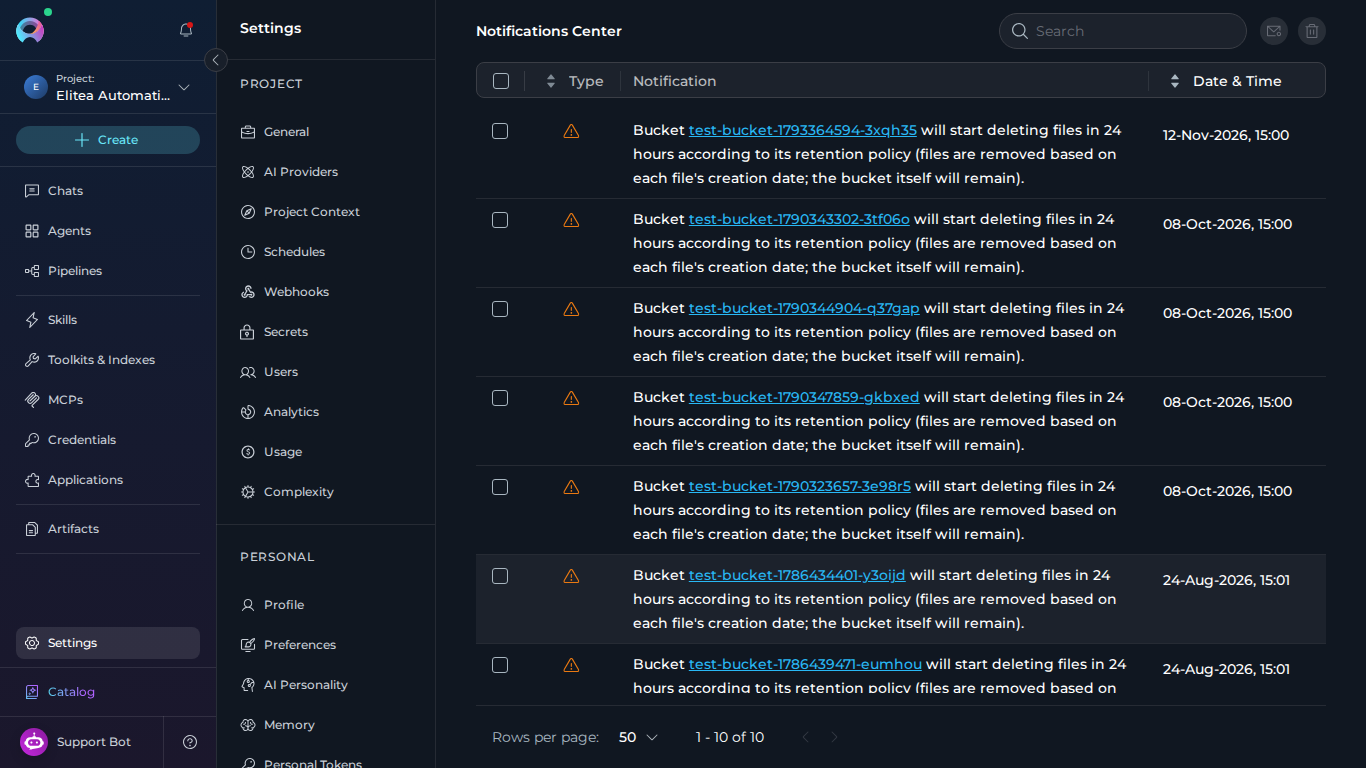 Project:
E
Elitea Automati...
Create
Chats
Agents
Pipelines
Skills
Toolkits & Indexes
MCPs
Credentials
Applications
Artifacts
Settings
Catalog
Support Bot
Settings
PROJECT
General
AI Providers
Project Context
Schedules
Webhooks
Secrets
Users
Analytics
Usage
Complexity
PERSONAL
Profile
Preferences
AI Personality
Memory
Personal Tokens
Notifications Center
Search
Type Notification Date & Time
Bucket test-bucket-1793364594-3xqh35 will start deleting files in 24
hours according to its retention policy (files are removed based on
each file's creation date; the bucket itself will remain).
12-Nov-2026, 15:00
Bucket test-bucket-1790343302-3tf06o will start deleting files in 24
hours according to its retention policy (files are removed based on
each file's creation date; the bucket itself will remain).
08-Oct-2026, 15:00
Bucket test-bucket-1790344904-q37gap will start deleting files in 24
hours according to its retention policy (files are removed based on
each file's creation date; the bucket itself will remain).
08-Oct-2026, 15:00
Bucket test-bucket-1790347859-gkbxed will start deleting files in 24
hours according to its retention policy (files are removed based on
each file's creation date; the bucket itself will remain).
08-Oct-2026, 15:00
Bucket test-bucket-1790323657-3e98r5 will start deleting files in 24
hours according to its retention policy (files are removed based on
each file's creation date; the bucket itself will remain).
08-Oct-2026, 15:00
Bucket test-bucket-1786434401-y3oijd will start deleting files in 24
hours according to its retention policy (files are removed based on
each file's creation date; the bucket itself will remain).
24-Aug-2026, 15:01
Bucket test-bucket-1786439471-eumhou will start deleting files in 24
hours according to its retention policy (files are removed based on
24-Aug-2026, 15:01
Rows per page: 50 1 - 10 of 10